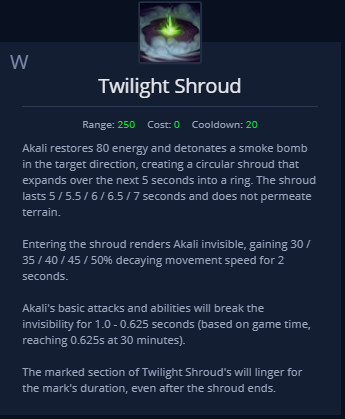 W
Twilight Shroud
Range: 250 Cost: 0 Cooldown: 20
Akali restores 80 energy and detonates a smoke bomb
in the target direction, creating a circular shroud that
expands over the next 5 seconds into a ring. The shroud
lasts 5 / 5.5 / 6 / 6.5 / 7 seconds and does not permeate
terrain.
Entering the shroud renders Akali invisible, gaining 30 /
35 / 40 / 45 / 50% decaying movement speed for 2
seconds.
Akali's basic attacks and abilities will break the
invisibility for 1.0 - 0.625 seconds (based on game time,
reaching 0.625s at 30 minutes).
The marked section of Twilight Shroud's will linger for
the mark's duration, even after the shroud ends.